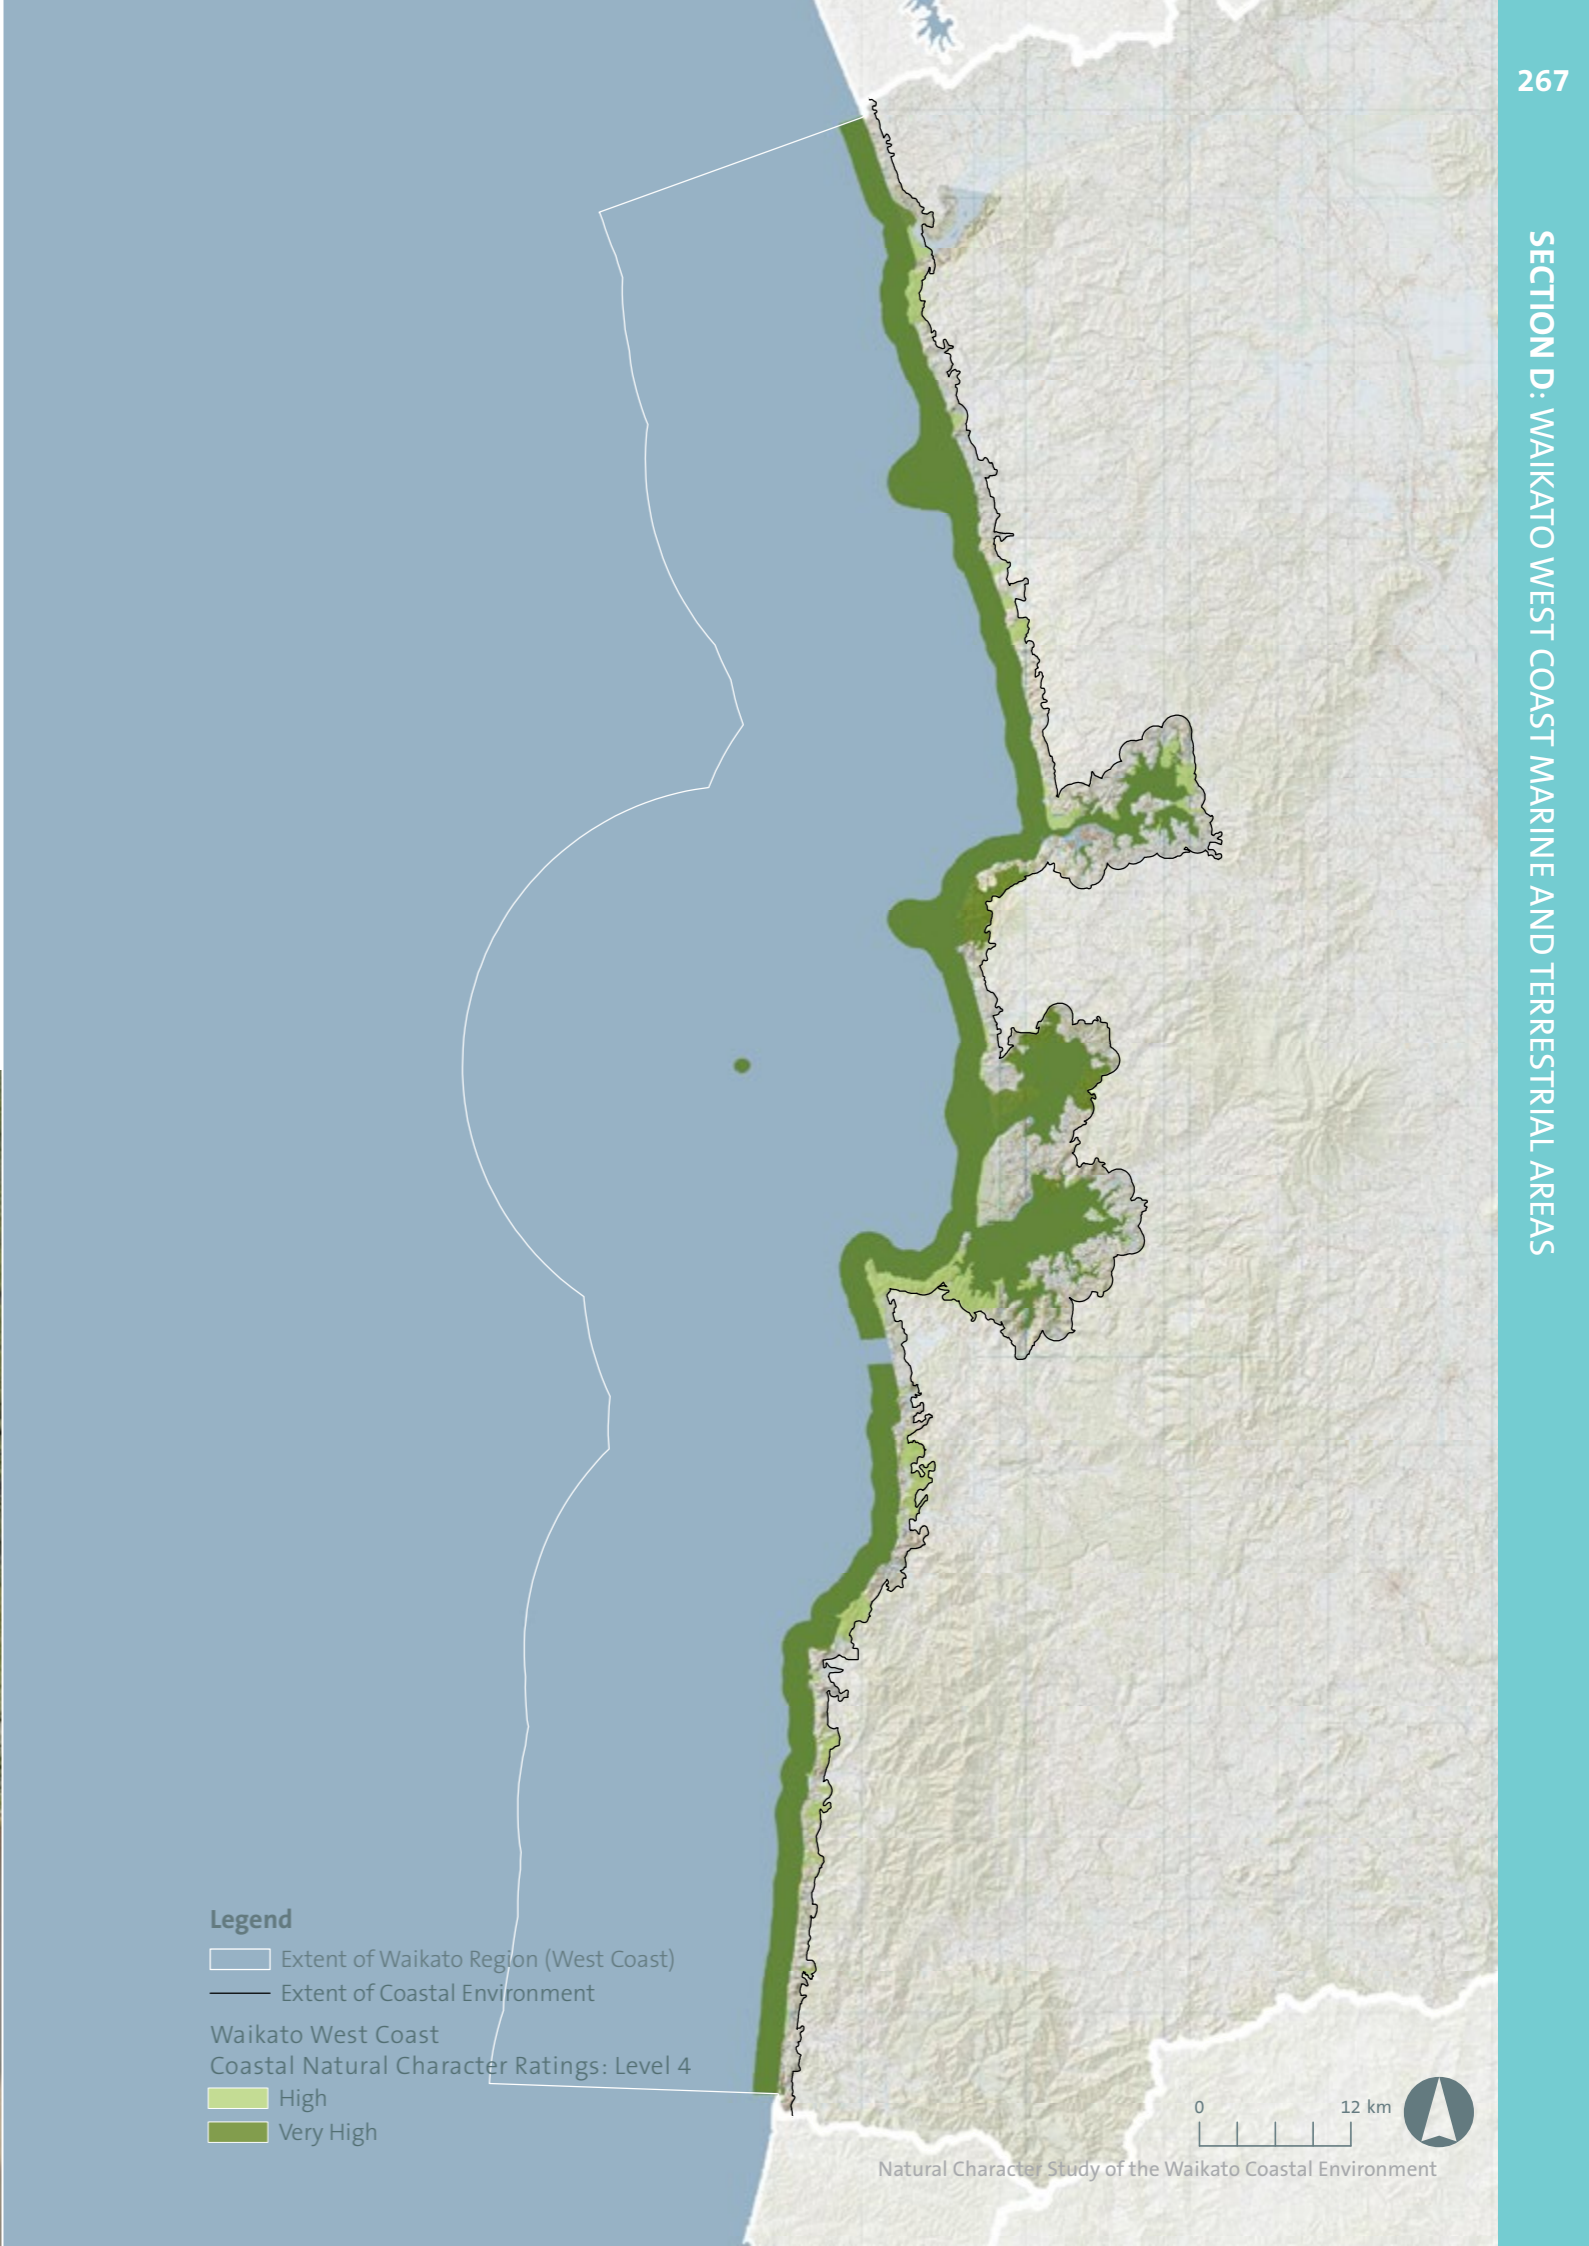 267
SECTION D: WAIKATO WEST COAST MARINE AND TERRESTRIAL AREAS
Legend
Extent of Waikato Region (West Coast)
Extent of Coastal Environment
Waikato West Coast
Coastal Natural Character Ratings: Level 4
High
Very High
0 12 km
Natural Character Study of the Waikato Coastal Environment